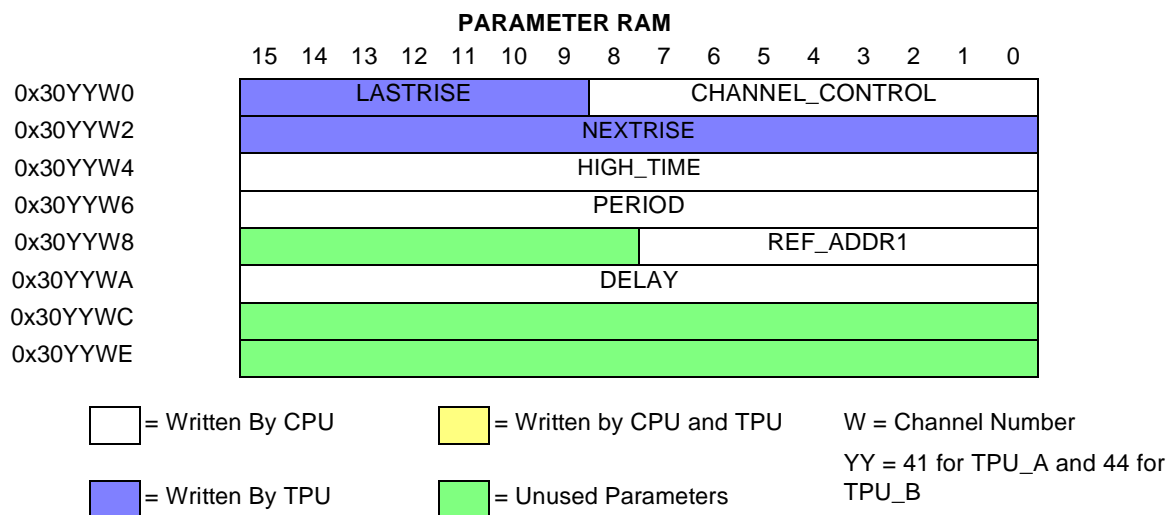 PARAMETER RAM
15 14 13 12 11 10 9 8 7 6 5 4 3 2 1 0
0x30YYW0 LASTRISE CHANNEL_CONTROL
0x30YYW2 NEXTRISE
0x30YYW4 HIGH_TIME
0x30YYW6 PERIOD
0x30YYW8 REF_ADDR1
0x30YYWA DELAY
0x30YYWC
0x30YYWE
= Written By CPU = Written by CPU and TPU W = Channel Number
YY = 41 for TPU_A and 44 for
= Written By TPU = Unused Parameters TPU_B